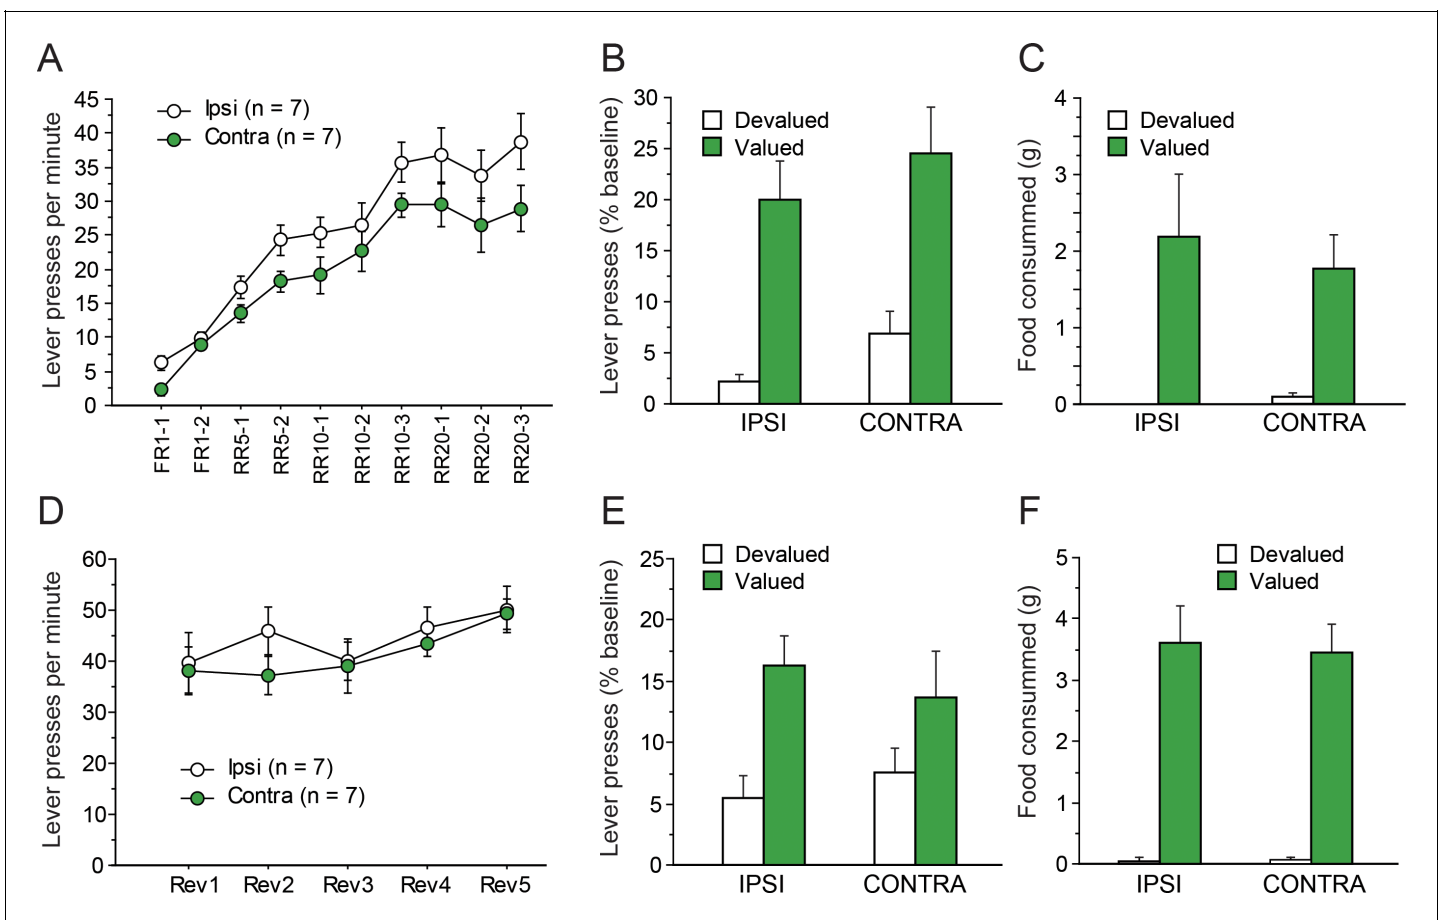 A
Lever presses per minute
45
40
35
30
25
20
15
10
5
0
Ipsi (n = 7)
Contra (n = 7)
FR1-1
FR1-2
RR5-1
RR5-2
RR10-1
RR10-2
RR10-3
RR20-1
RR20-2
RR20-3
B
Lever presses (% baseline)
30
25
20
15
10
5
0
Devalued
Valued
IPSI CONTRA
C
Food consummed (g)
4
3
2
1
0
Devalued
Valued
IPSI CONTRA
D
Lever presses per minute
60
50
40
30
20
10
0
Ipsi (n = 7)
Contra (n = 7)
Rev1 Rev2 Rev3 Rev4 Rev5
E
Lever presses (% baseline)
25
20
15
10
5
0
Devalued
Valued
IPSI CONTRA
F
Food consummed (g)
5
4
3
2
1
0
Devalued
Valued
IPSI CONTRA